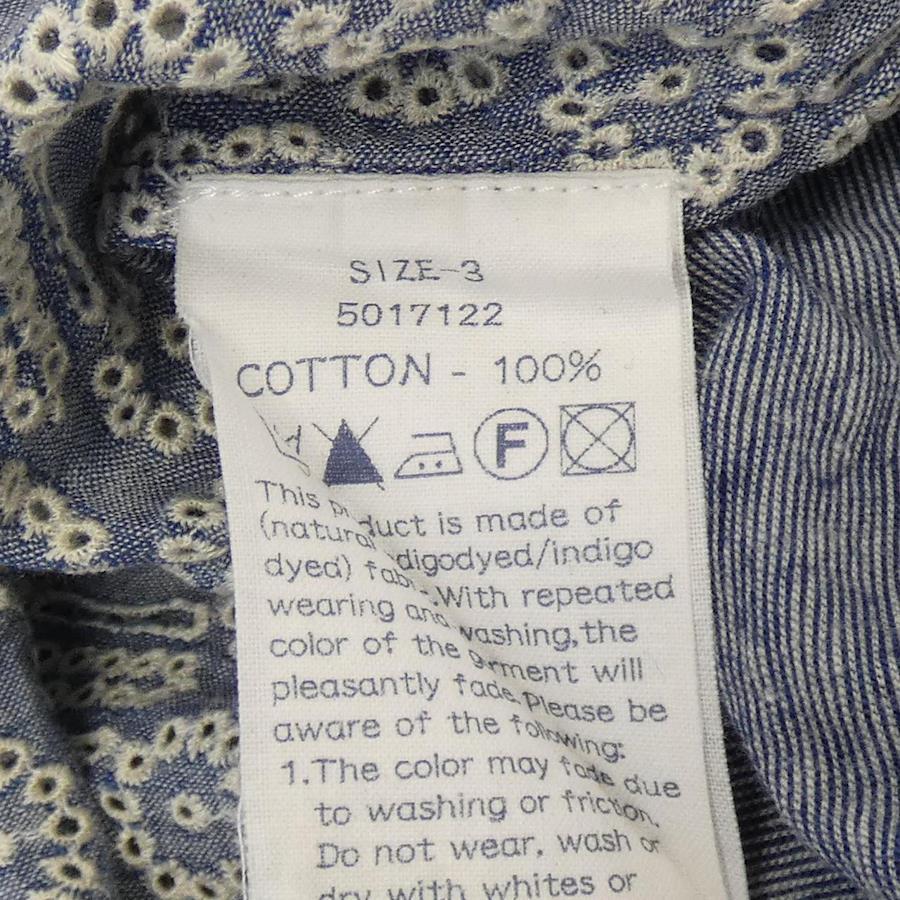 SIZE-3
5017122
COTTON - 100%
F
This product is made of
(natural indigodyed/indigo
dyed) fabric.With repeated
wearing and washing,the
color of the garment will
pleasantly fade.Please be
aware of the following:
1.The color may fade due
to washing or friction.
Do not wear, wash or
dry with whites or